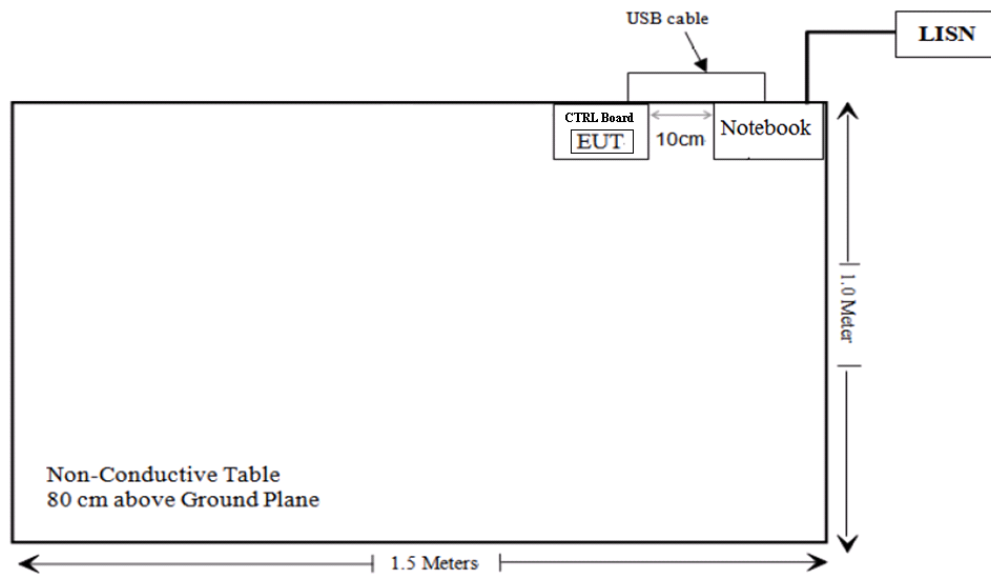 USB cable
LISN
CTRL Board
EUT
10cm
Notebook
1.0 Meter
Non-Conductive Table
80 cm above Ground Plane
1.5 Meters